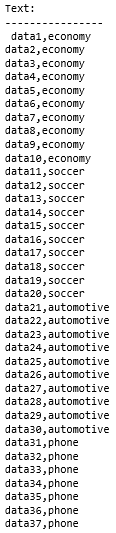 Text:
----------------
data1,economy
data2,economy
data3,economy
data4,economy
data5,economy
data6,economy
data7,economy
data8,economy
data9,economy
data10,economy
data11,soccer
data12,soccer
data13,soccer
data14,soccer
data15,soccer
data16,soccer
data17,soccer
data18,soccer
data19,soccer
data20,soccer
data21,automotive
data22,automotive
data23,automotive
data24,automotive
data25,automotive
data26,automotive
data27,automotive
data28,automotive
data29,automotive
data30,automotive
data31,phone
data32,phone
data33,phone
data34,phone
data35,phone
data36,phone
data37,phone